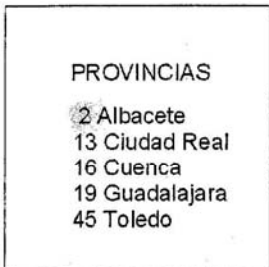 PROVINCIAS
2 Albacete
13 Ciudad Real
16 Cuenca
19 Guadalajara
45 Toledo